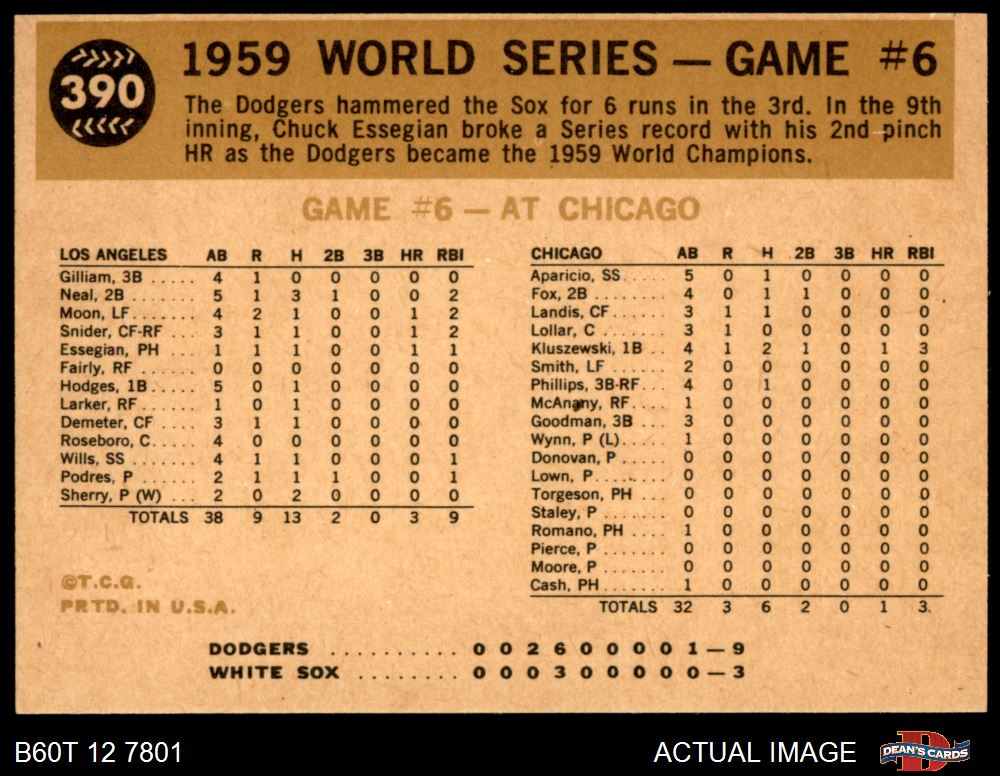 390
1959 WORLD SERIES — GAME #6
The Dodgers hammered the Sox for 6 runs in the 3rd. In the 9th
inning, Chuck Essegian broke a Series record with his 2nd pinch
HR as the Dodgers became the 1959 World Champions.
GAME #6 — AT CHICAGO
LOS ANGELES AB R H 2B 3B HR RBI
Gilliam, 3B ..... 4 1 0 0 0 0 0
Neal, 2B ....... 5 1 3 1 0 0 2
Moon, LF ....... 4 2 1 0 0 1 2
Snider, CF-RF ... 3 1 1 0 0 1 2
Essegian, PH ... 1 1 1 0 0 1 1
Fairly, RF ...... 0 0 0 0 0 0 0
Hodges, 1B ..... 5 0 1 0 0 0 0
Larker, RF ...... 1 0 1 0 0 0 0
Demeter, CF .... 3 1 1 0 0 0 0
Roseboro, C .... 4 0 0 0 0 0 0
Wills, SS ....... 4 1 1 0 0 0 1
Podres, P ...... 2 1 1 1 0 0 1
Sherry, P (W) ... 2 0 2 0 0 0 0
TOTALS 38 9 13 2 0 3 9
CHICAGO AB R H 2B 3B HR RBI
Aparicio, SS ..... 5 0 1 0 0 0 0
Fox, 2B ........ 4 0 1 1 0 0 0
Landis, CF ...... 3 1 1 0 0 0 0
Lollar, C ....... 3 1 0 0 0 0 0
Kluszewski, 1B .. 4 1 2 1 0 1 3
Smith, LF ....... 2 0 0 0 0 0 0
Phillips, 3B-RF ... 4 0 1 0 0 0 0
McAnany, RF .... 1 0 0 0 0 0 0
Goodman, 3B ... 3 0 0 0 0 0 0
Wynn, P (L) ..... 1 0 0 0 0 0 0
Donovan, P ..... 0 0 0 0 0 0 0
Lown, P ........ 0 0 0 0 0 0 0
Torgeson, PH ... 0 0 0 0 0 0 0
Staley, P ....... 0 0 0 0 0 0 0
Romano, PH .... 1 0 0 0 0 0 0
Pierce, P ....... 0 0 0 0 0 0 0
Moore, P ....... 0 0 0 0 0 0 0
Cash, PH ....... 1 0 0 0 0 0 0
TOTALS 32 3 6 2 0 1 3.
©T.C.G.
PRTD. IN U.S.A.
DODGERS .......... 0 0 2 6 0 0 0 0 1 — 9
WHITE SOX ........ 0 0 0 3 0 0 0 0 0 — 3
B60T 12 7801
ACTUAL IMAGE
DEAN'S CARDS